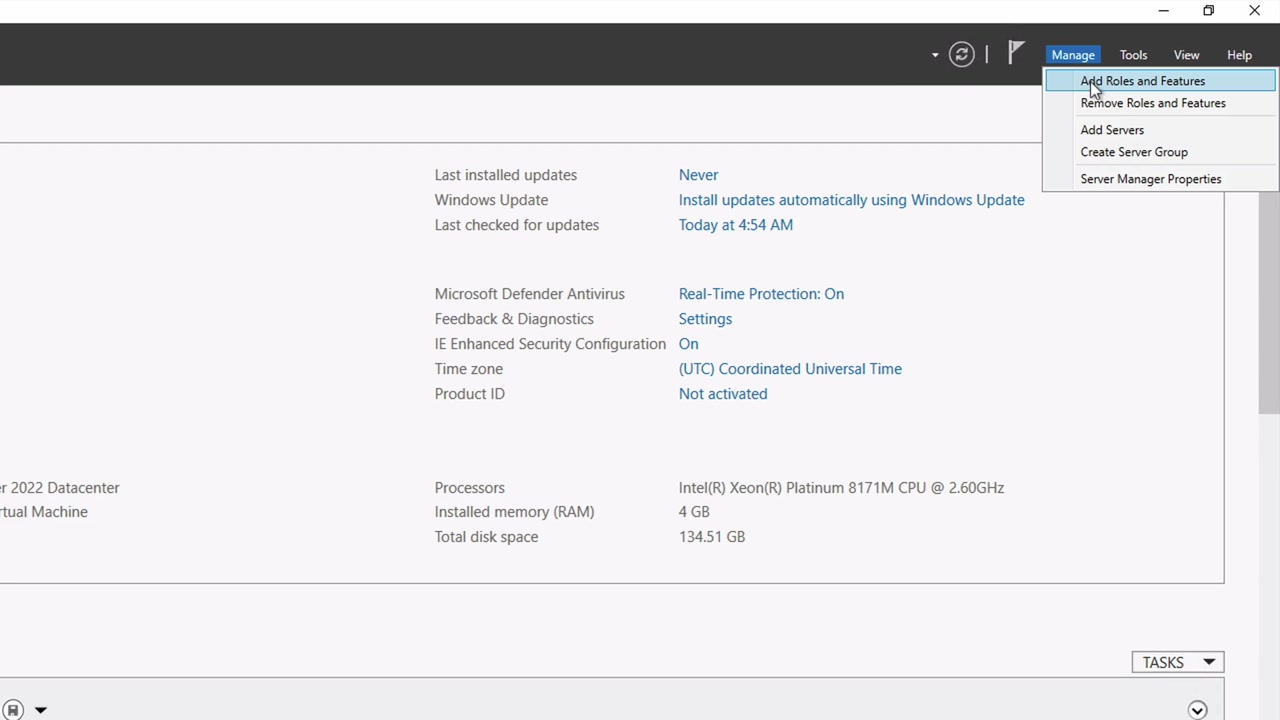 Manage Tools View Help
Add Roles and Features
Remove Roles and Features
Add Servers
Create Server Group
Server Manager Properties
Last installed updates Never
Windows Update Install updates automatically using Windows Update
Last checked for updates Today at 4:54 AM
Microsoft Defender Antivirus Real-Time Protection: On
Feedback & Diagnostics Settings
IE Enhanced Security Configuration On
Time zone (UTC) Coordinated Universal Time
Product ID Not activated
r 2022 Datacenter Processors Intel(R) Xeon(R) Platinum 8171M CPU @ 2.60GHz
rtual Machine Installed memory (RAM) 4 GB
Total disk space 134.51 GB
TASKS